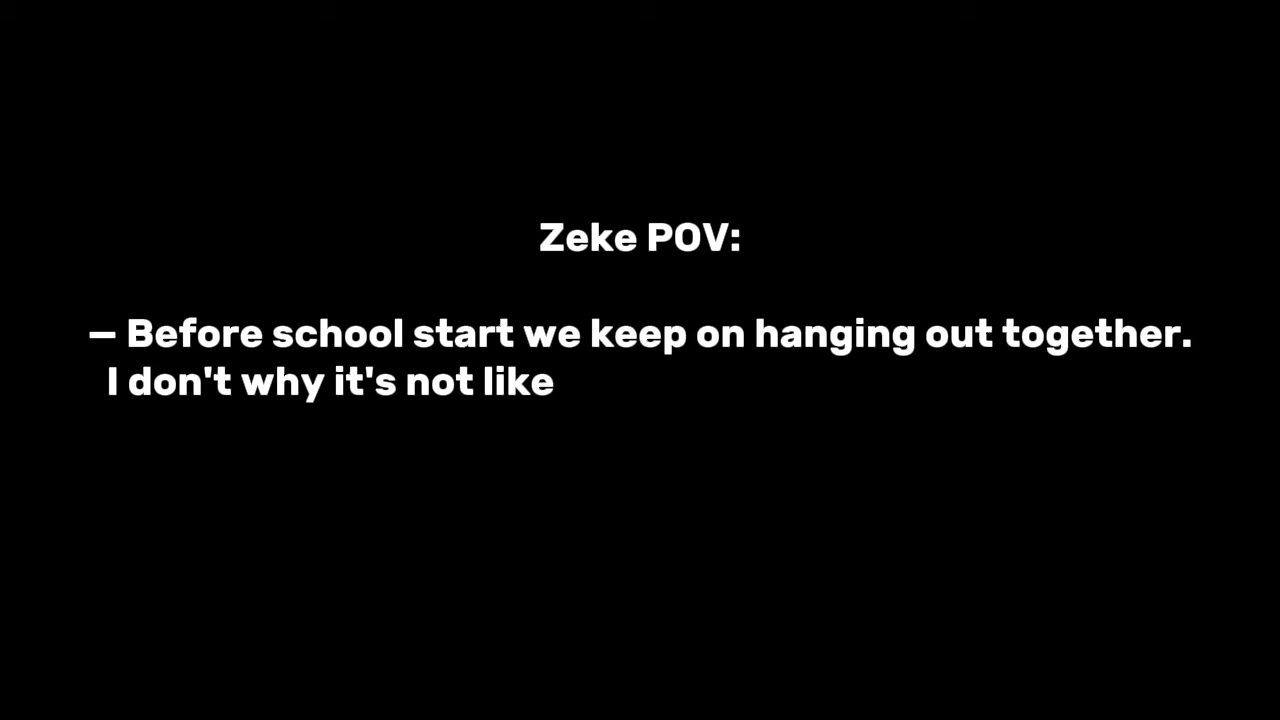 Zeke POV:
— Before school start we keep on hanging out together.
I don't why it's not like